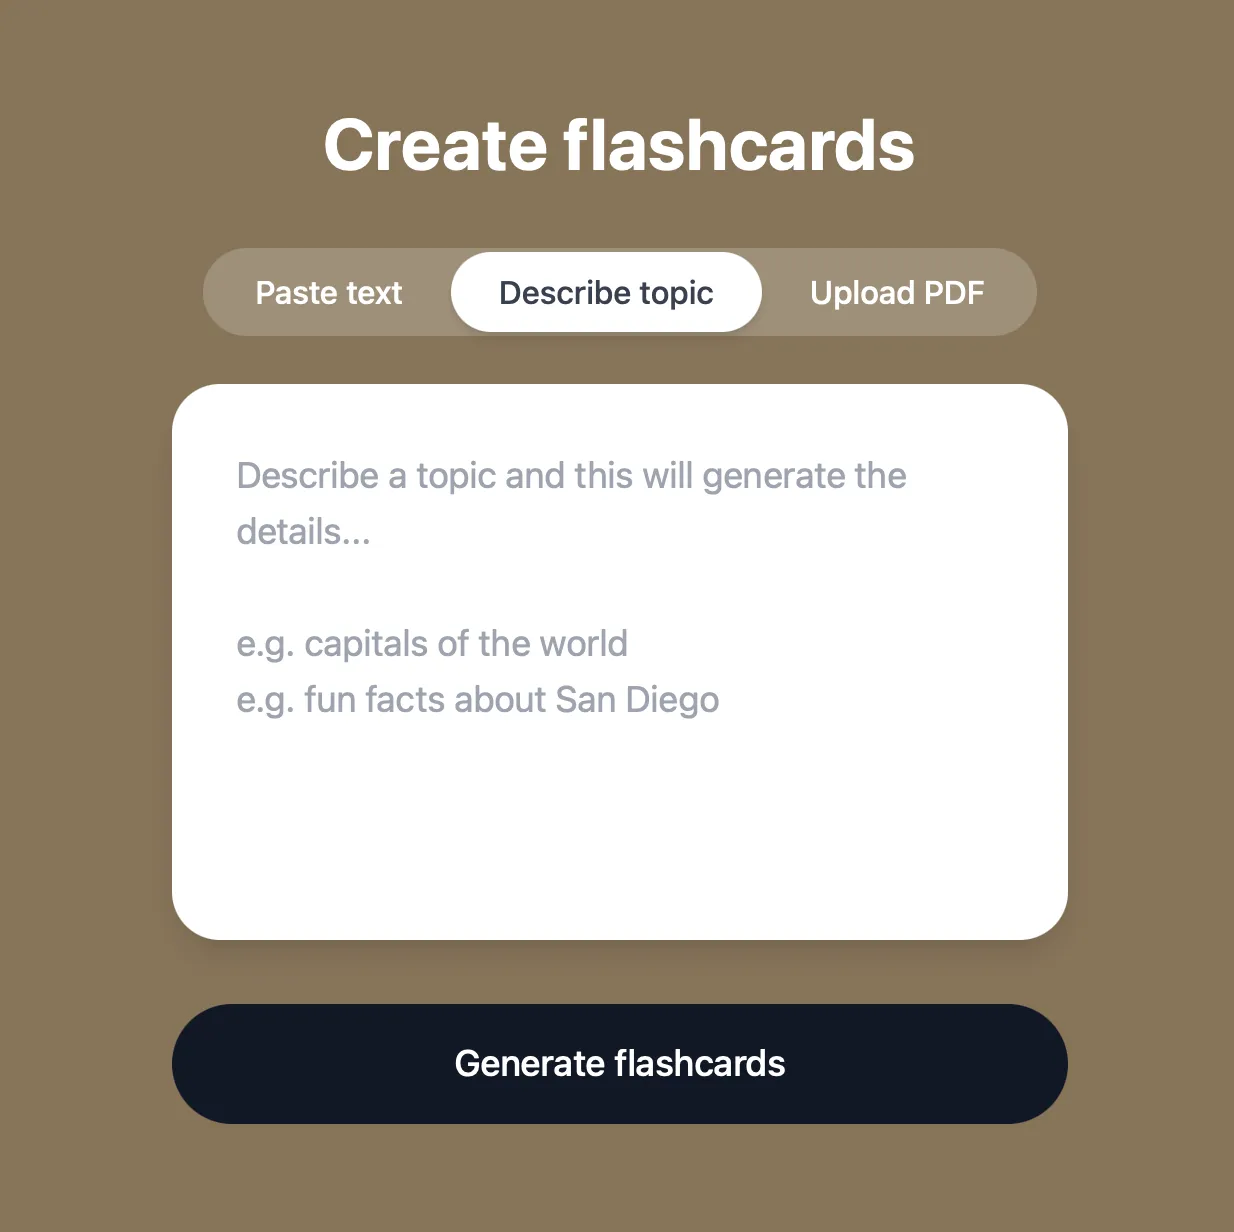 Create flashcards
Paste text
Describe topic
Upload PDF
Describe a topic and this will generate the
details...
e.g. capitals of the world
e.g. fun facts about San Diego
Generate flashcards